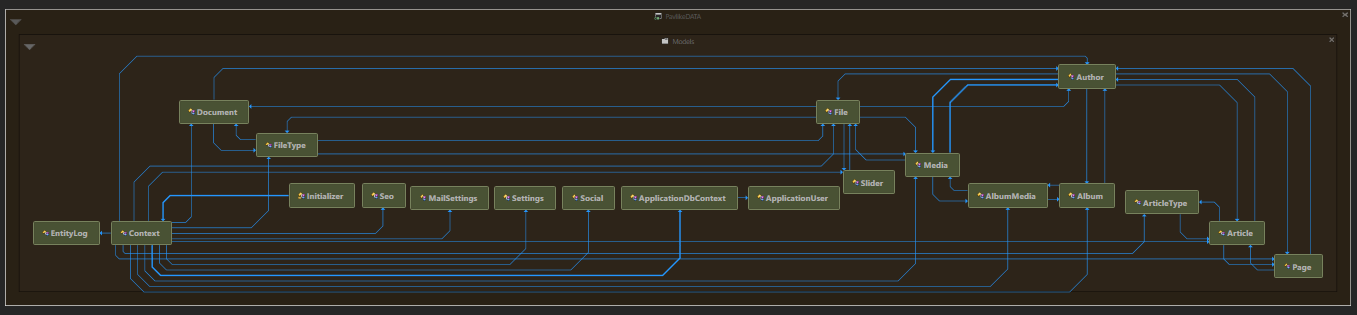 PavlikeDATA
Models
Author
Document
File
FileType
Media
Slider
Initializer
Seo
MailSettings
Settings
Social
ApplicationDbContext
ApplicationUser
AlbumMedia
Album
ArticleType
EntityLog
Context
Article
Page